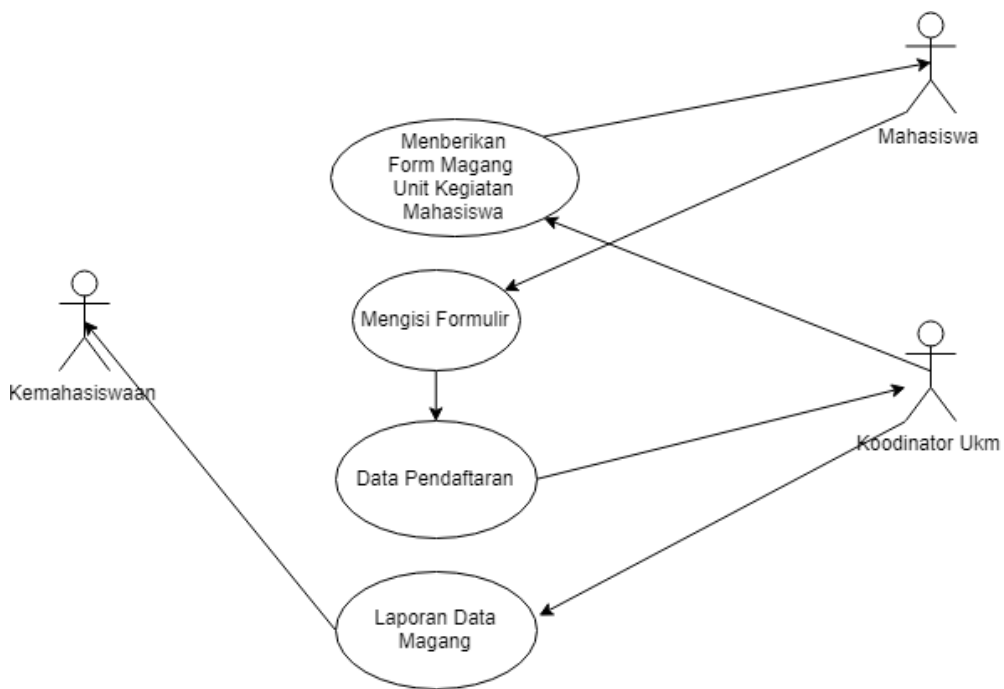 Mahasiswa
Menberikan
Form Magang
Unit Kegiatan
Mahasiswa
Mengisi Formulir
Kemahasiswaan
Koodinator Ukm
Data Pendaftaran
Laporan Data
Magang